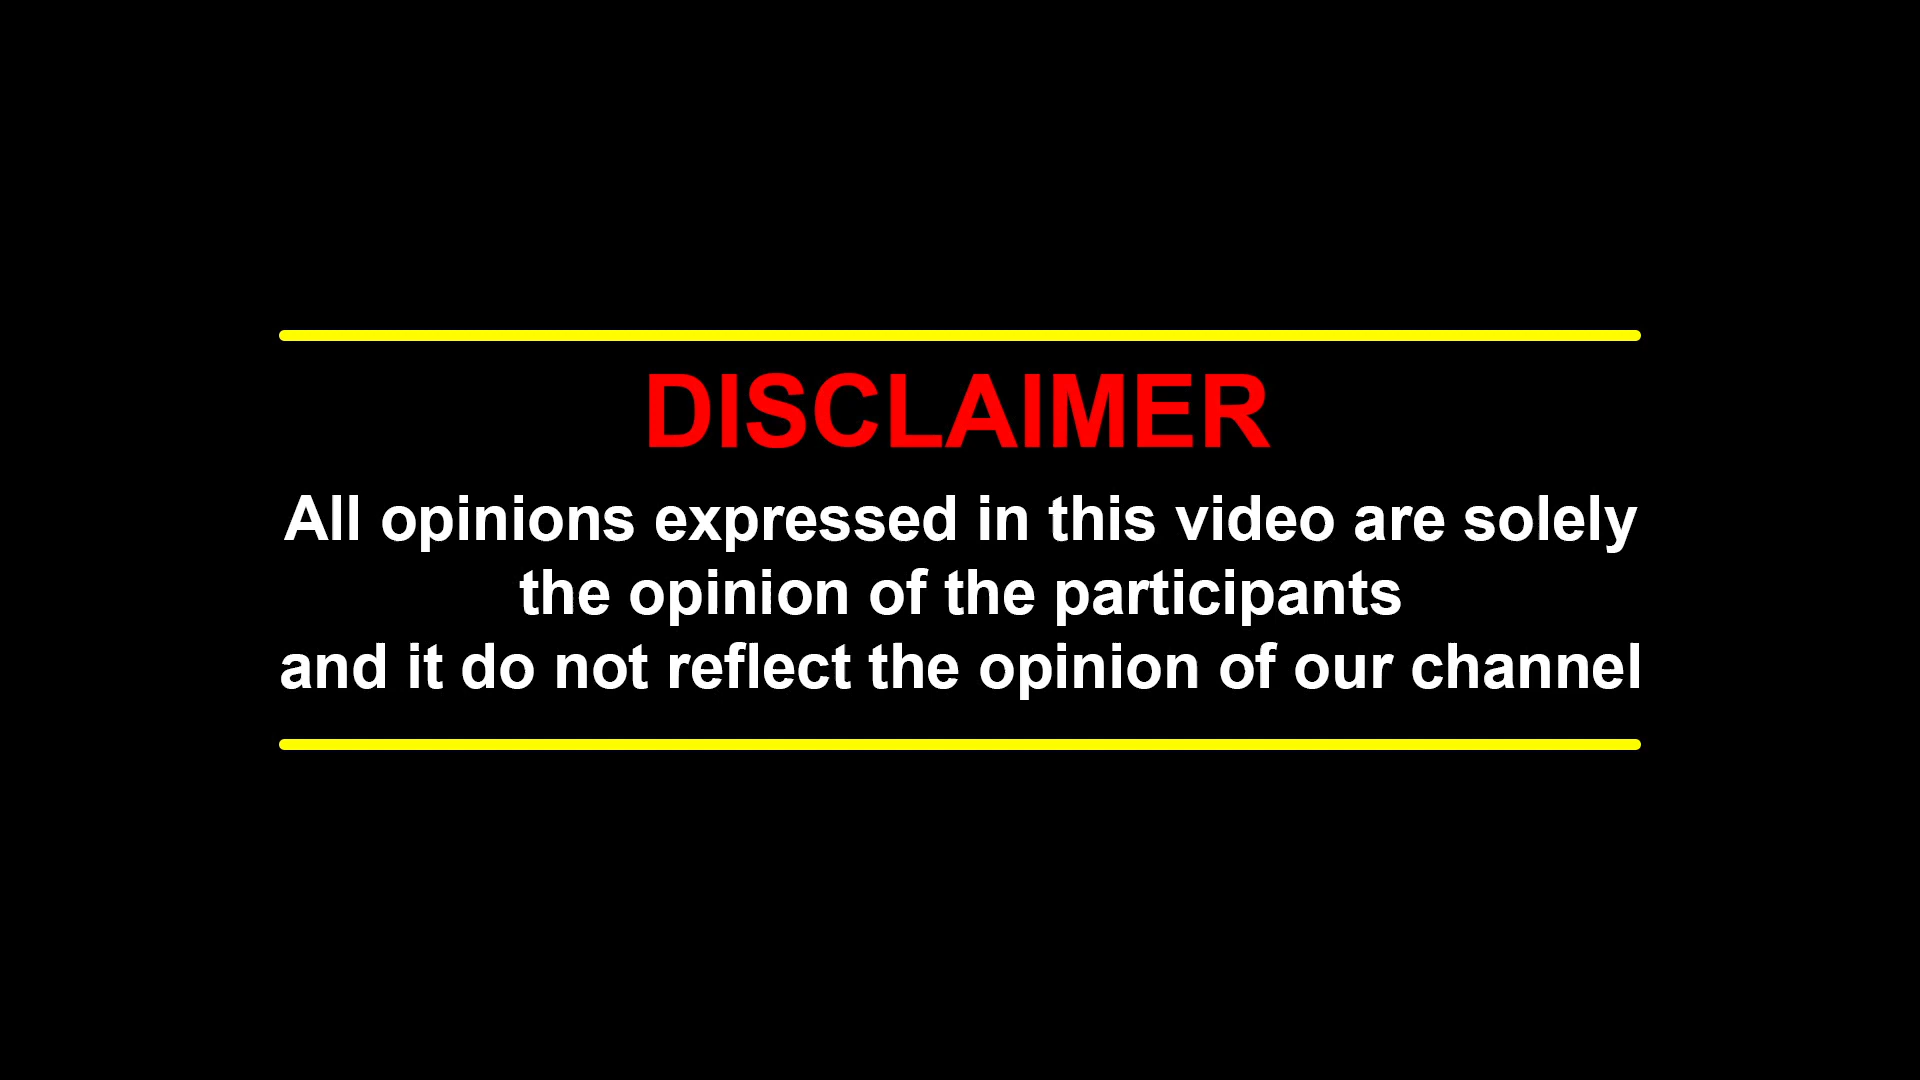 DISCLAIMER
All opinions expressed in this video are solely
the opinion of the participants
and it do not reflect the opinion of our channel